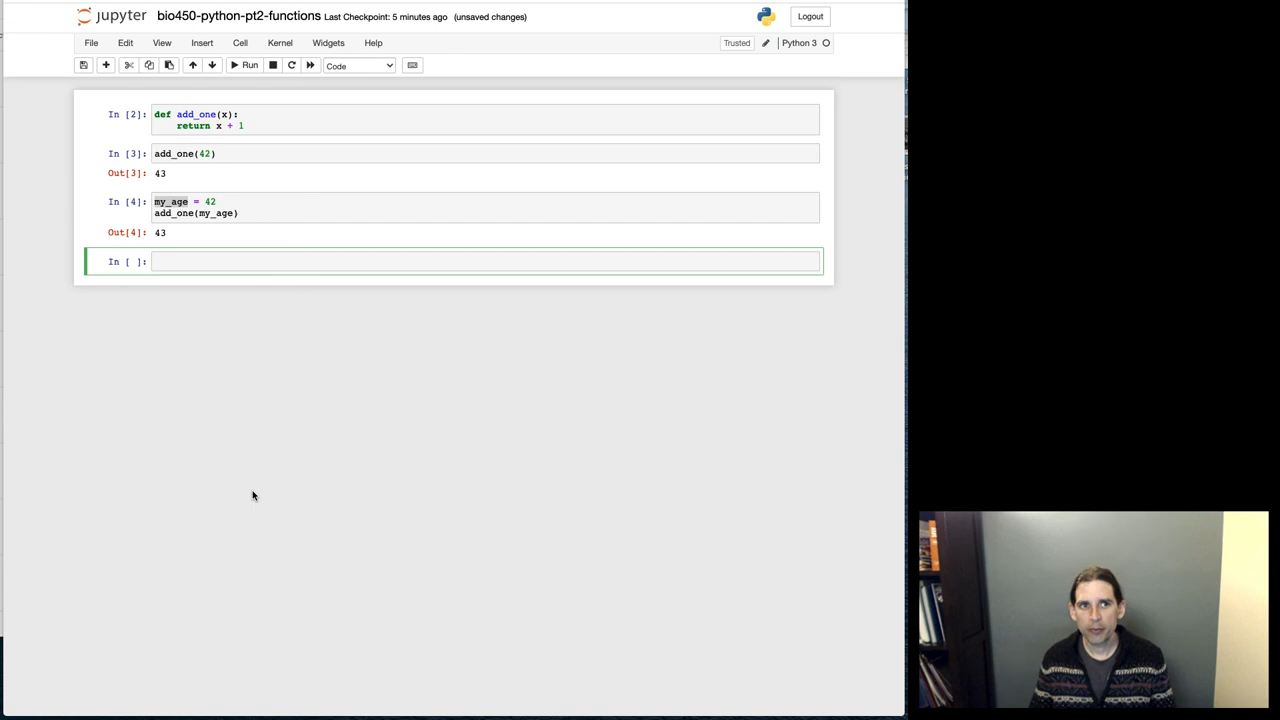 jupyter bio450-python-pt2-functions Last Checkpoint: 5 minutes ago (unsaved changes) Logout
File Edit View Insert Cell Kernel Widgets Help Trusted Python 3
Run Code
In [2]: def add_one(x):
return x + 1
In [3]: add_one(42)
Out[3]: 43
In [4]: my_age = 42
add_one(my_age)
Out[4]: 43
In [ ]: